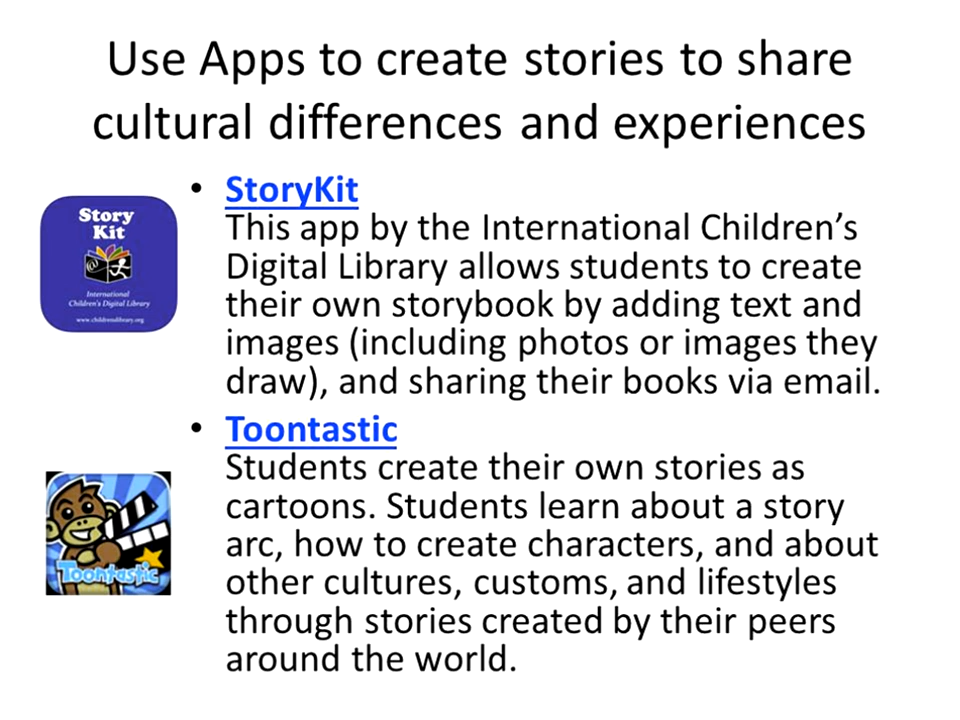 Use Apps to create stories to share
cultural differences and experiences
• StoryKit
This app by the International Children’s
Digital Library allows students to create
their own storybook by adding text and
images (including photos or images they
draw), and sharing their books via email.
• Toontastic
Students create their own stories as
cartoons. Students learn about a story
arc, how to create characters, and about
other cultures, customs, and lifestyles
through stories created by their peers
around the world.
Story
Kit
@
International
Children's Digital Library
www.childrenslibrary.org
Toontastic